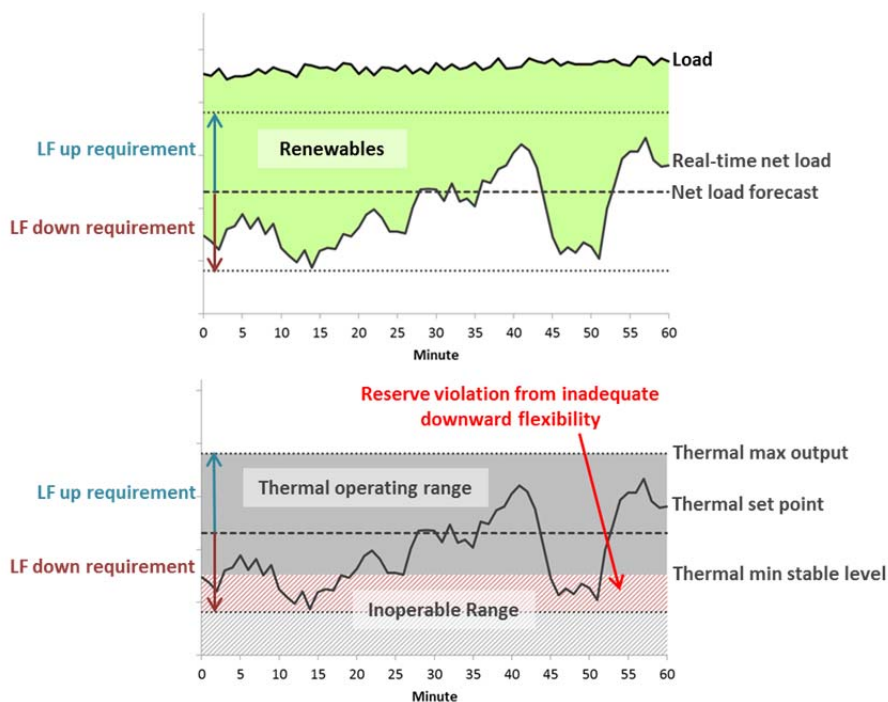 Load
LF up requirement
Renewables
Real-time net load
Net load forecast
LF down requirement
0 5 10 15 20 25 30 35 40 45 50 55 60
Minute
Reserve violation from inadequate
downward flexibility
Thermal max output
LF up requirement
Thermal operating range
Thermal set point
LF down requirement
Thermal min stable level
Inoperable Range
0 5 10 15 20 25 30 35 40 45 50 55 60
Minute